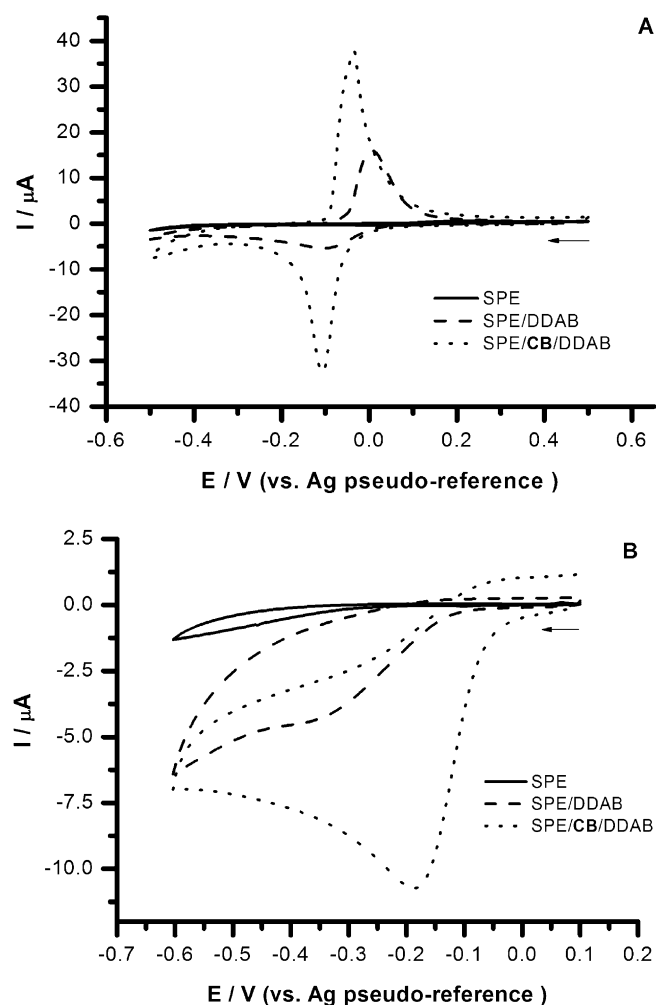 A
40
30
20
10
0
-10
-20
-30
-40
I / µA
SPE
SPE/DDAB
SPE/CB/DDAB
-0.6 -0.4 -0.2 0.0 0.2 0.4 0.6
E / V (vs. Ag pseudo-reference )
B
2.5
0.0
-2.5
-5.0
-7.5
-10.0
I / µA
SPE
SPE/DDAB
SPE/CB/DDAB
-0.7 -0.6 -0.5 -0.4 -0.3 -0.2 -0.1 0.0 0.1 0.2
E / V (vs. Ag pseudo-reference )